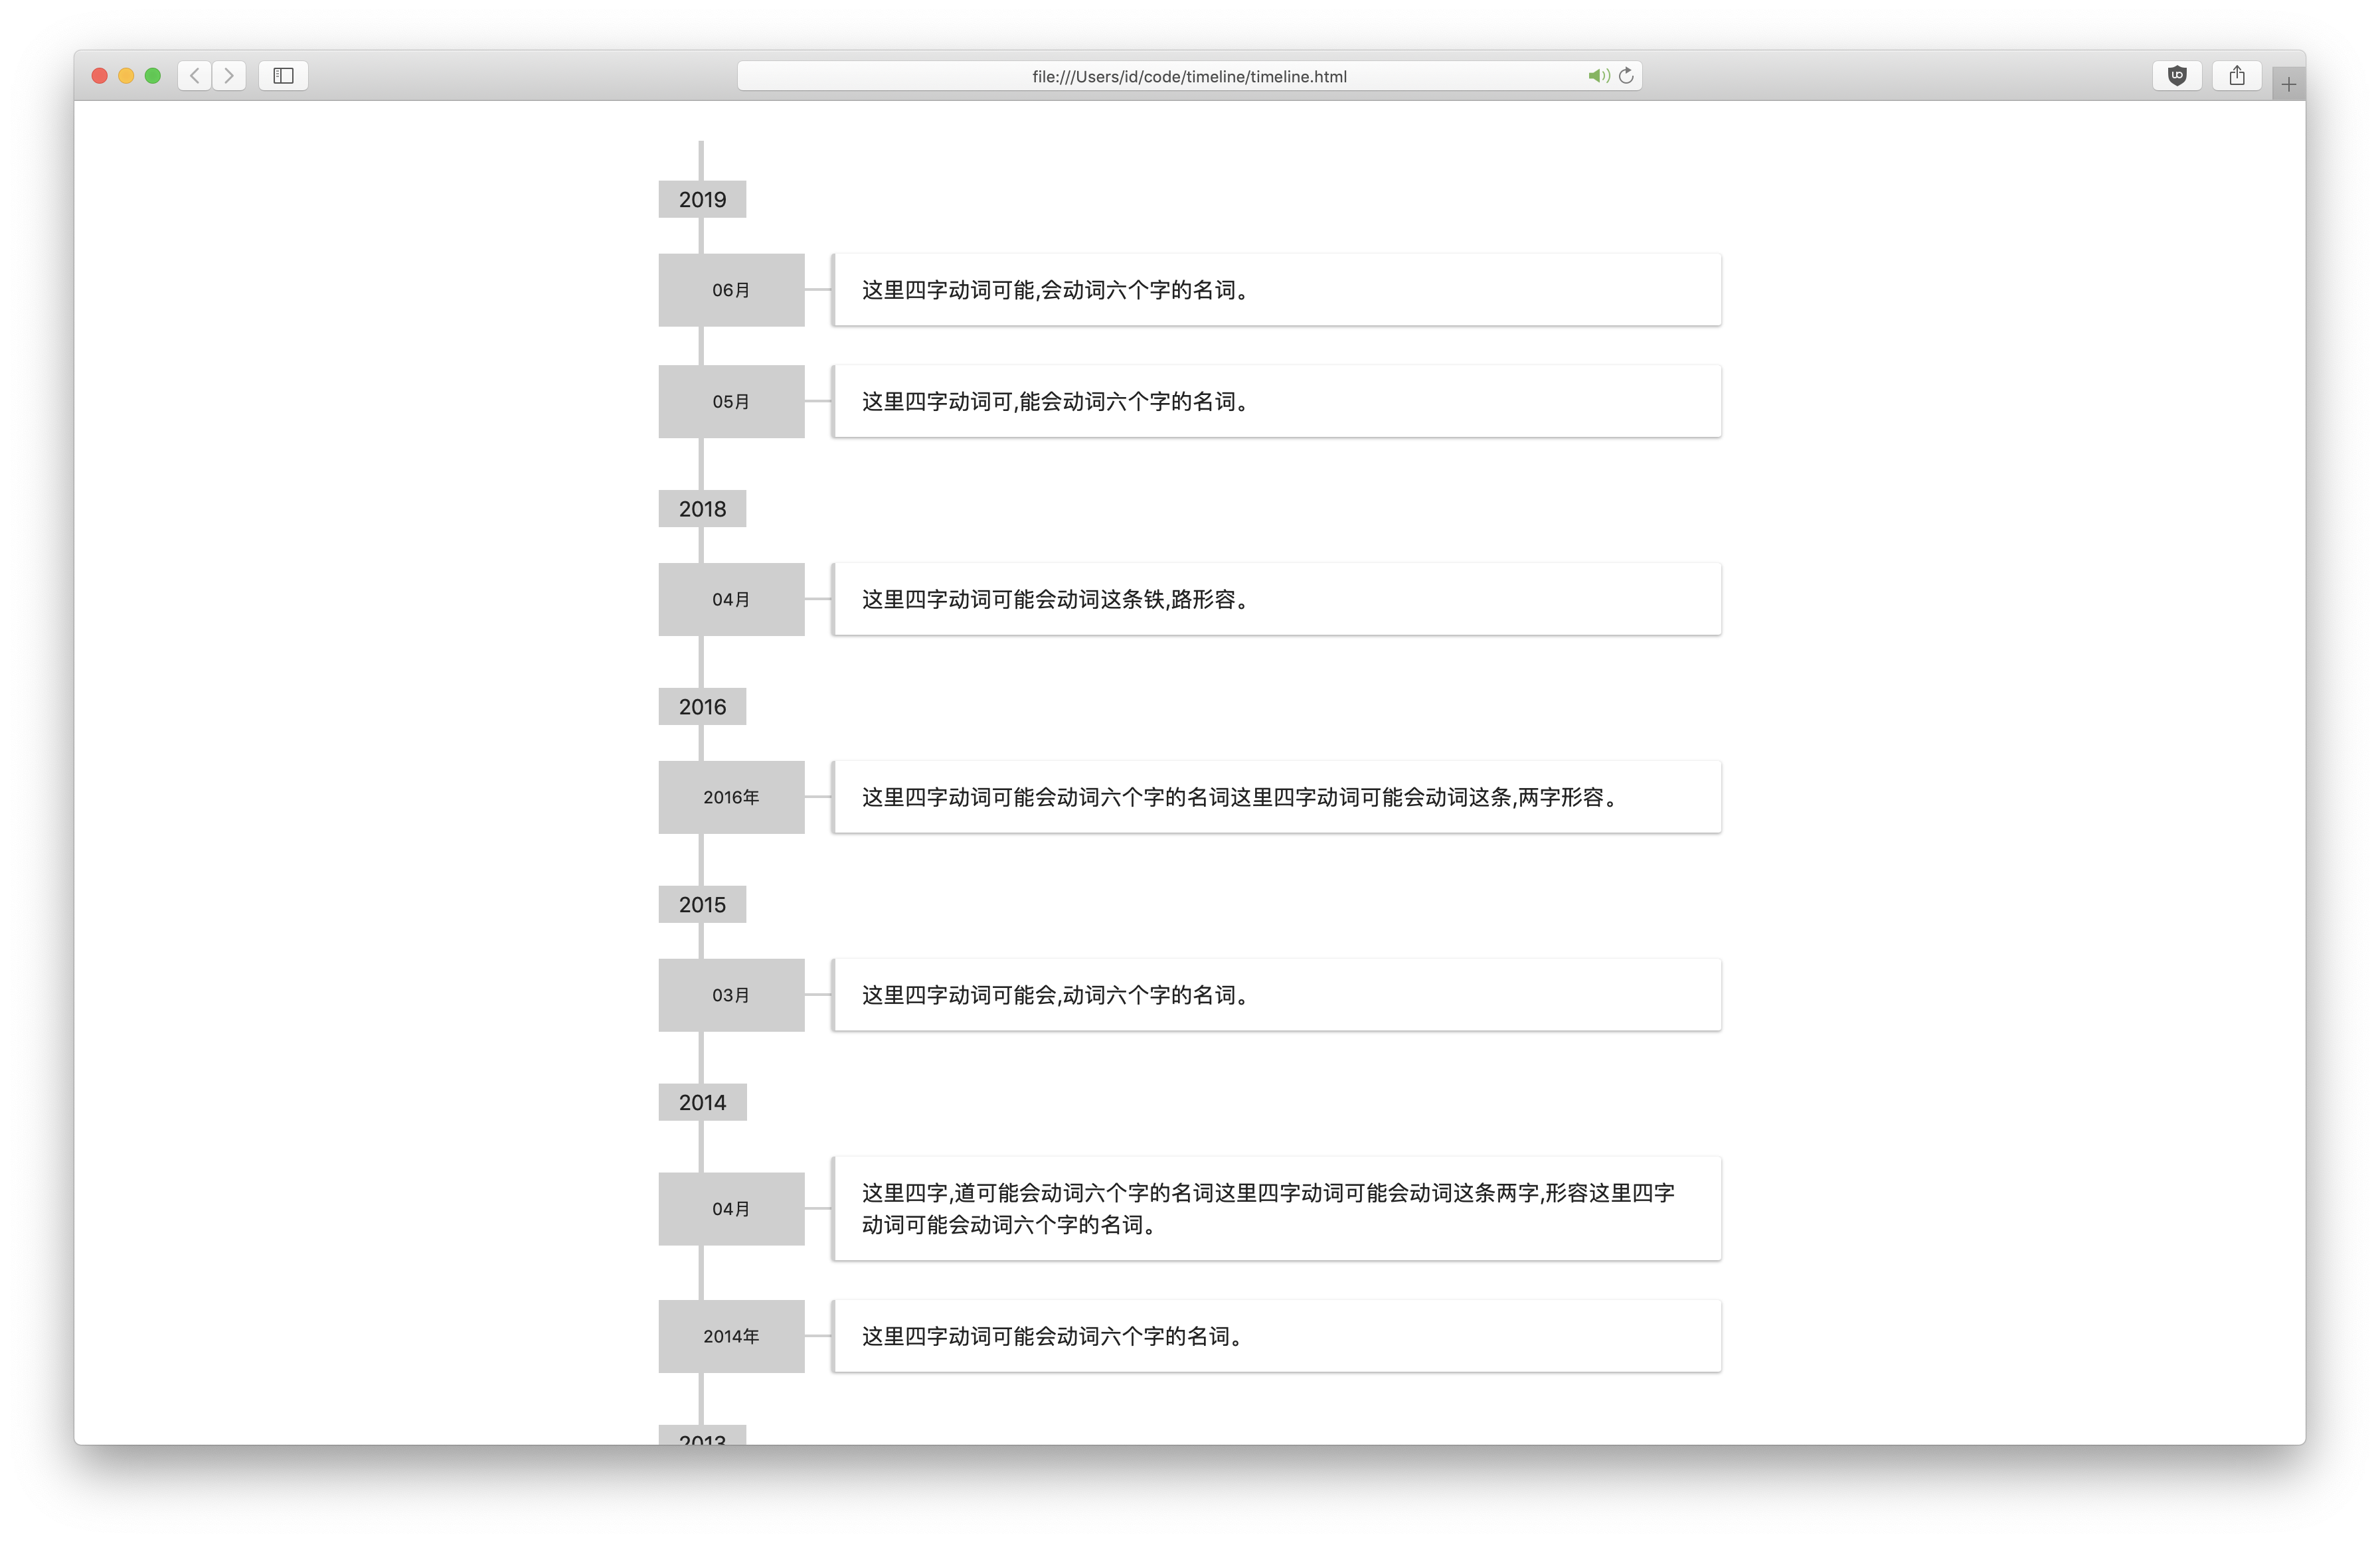 file:///Users/id/code/timeline/timeline.html
2019
06月
这里四字动词可能,会动词六个字的名词。
05月
这里四字动词可,能会动词六个字的名词。
2018
04月
这里四字动词可能会动词这条铁,路形容。
2016
2016年
这里四字动词可能会动词六个字的名词这里四字动词可能会动词这条,两字形容。
2015
03月
这里四字动词可能会,动词六个字的名词。
2014
04月
这里四字,道可能会动词六个字的名词这里四字动词可能会动词这条两字,形容这里四字
动词可能会动词六个字的名词。
2014年
这里四字动词可能会动词六个字的名词。
2013